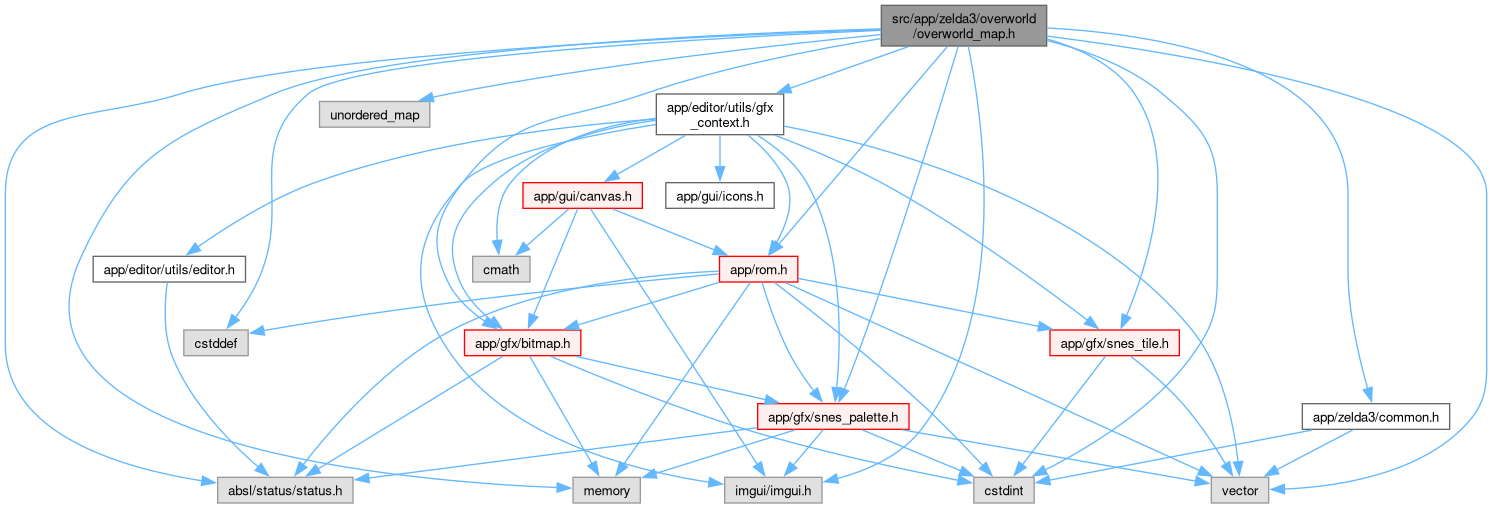 src/app/zelda3/overworld
/overworld_map.h
unordered_map
app/editor/utils/gfx
_context.h
app/gui/canvas.h
app/gui/icons.h
app/editor/utils/editor.h
cmath
app/rom.h
cstddef
app/gfx/bitmap.h
app/gfx/snes_tile.h
app/gfx/snes_palette.h
app/zelda3/common.h
absl/status/status.h
memory
imgui/imgui.h
cstdint
vector